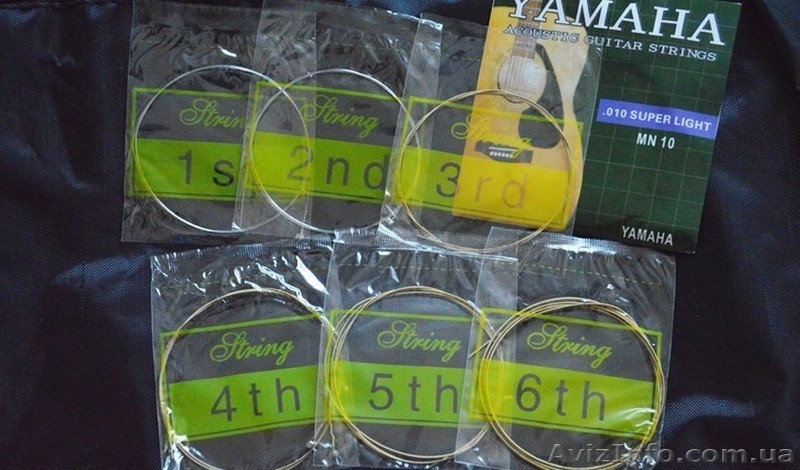 YAMAHA
ACOUSTIC GUITAR STRINGS
.010 SUPER LIGHT
MN 10
YAMAHA
String
1st
String
2nd
String
3rd
String
4th
String
5th
String
6th
AvizInfo.com.ua